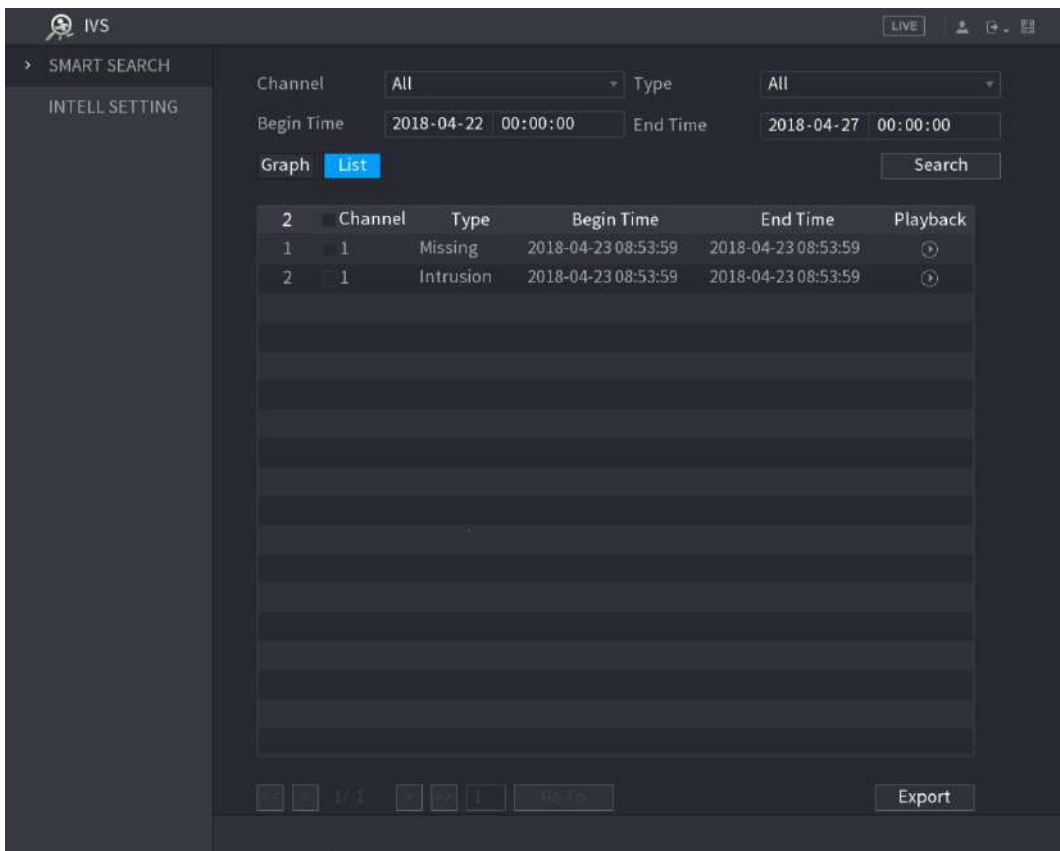 IVS LIVE
SMART SEARCH
INTELL SETTING
Channel All Type All
Begin Time 2018-04-22 00:00:00 End Time 2018-04-27 00:00:00
Graph List Search
2 Channel Type Begin Time End Time Playback
1 1 Missing 2018-04-23 08:53:59 2018-04-23 08:53:59
2 1 Intrusion 2018-04-23 08:53:59 2018-04-23 08:53:59
<< < 1/ 1 > >> 1 Go To Export